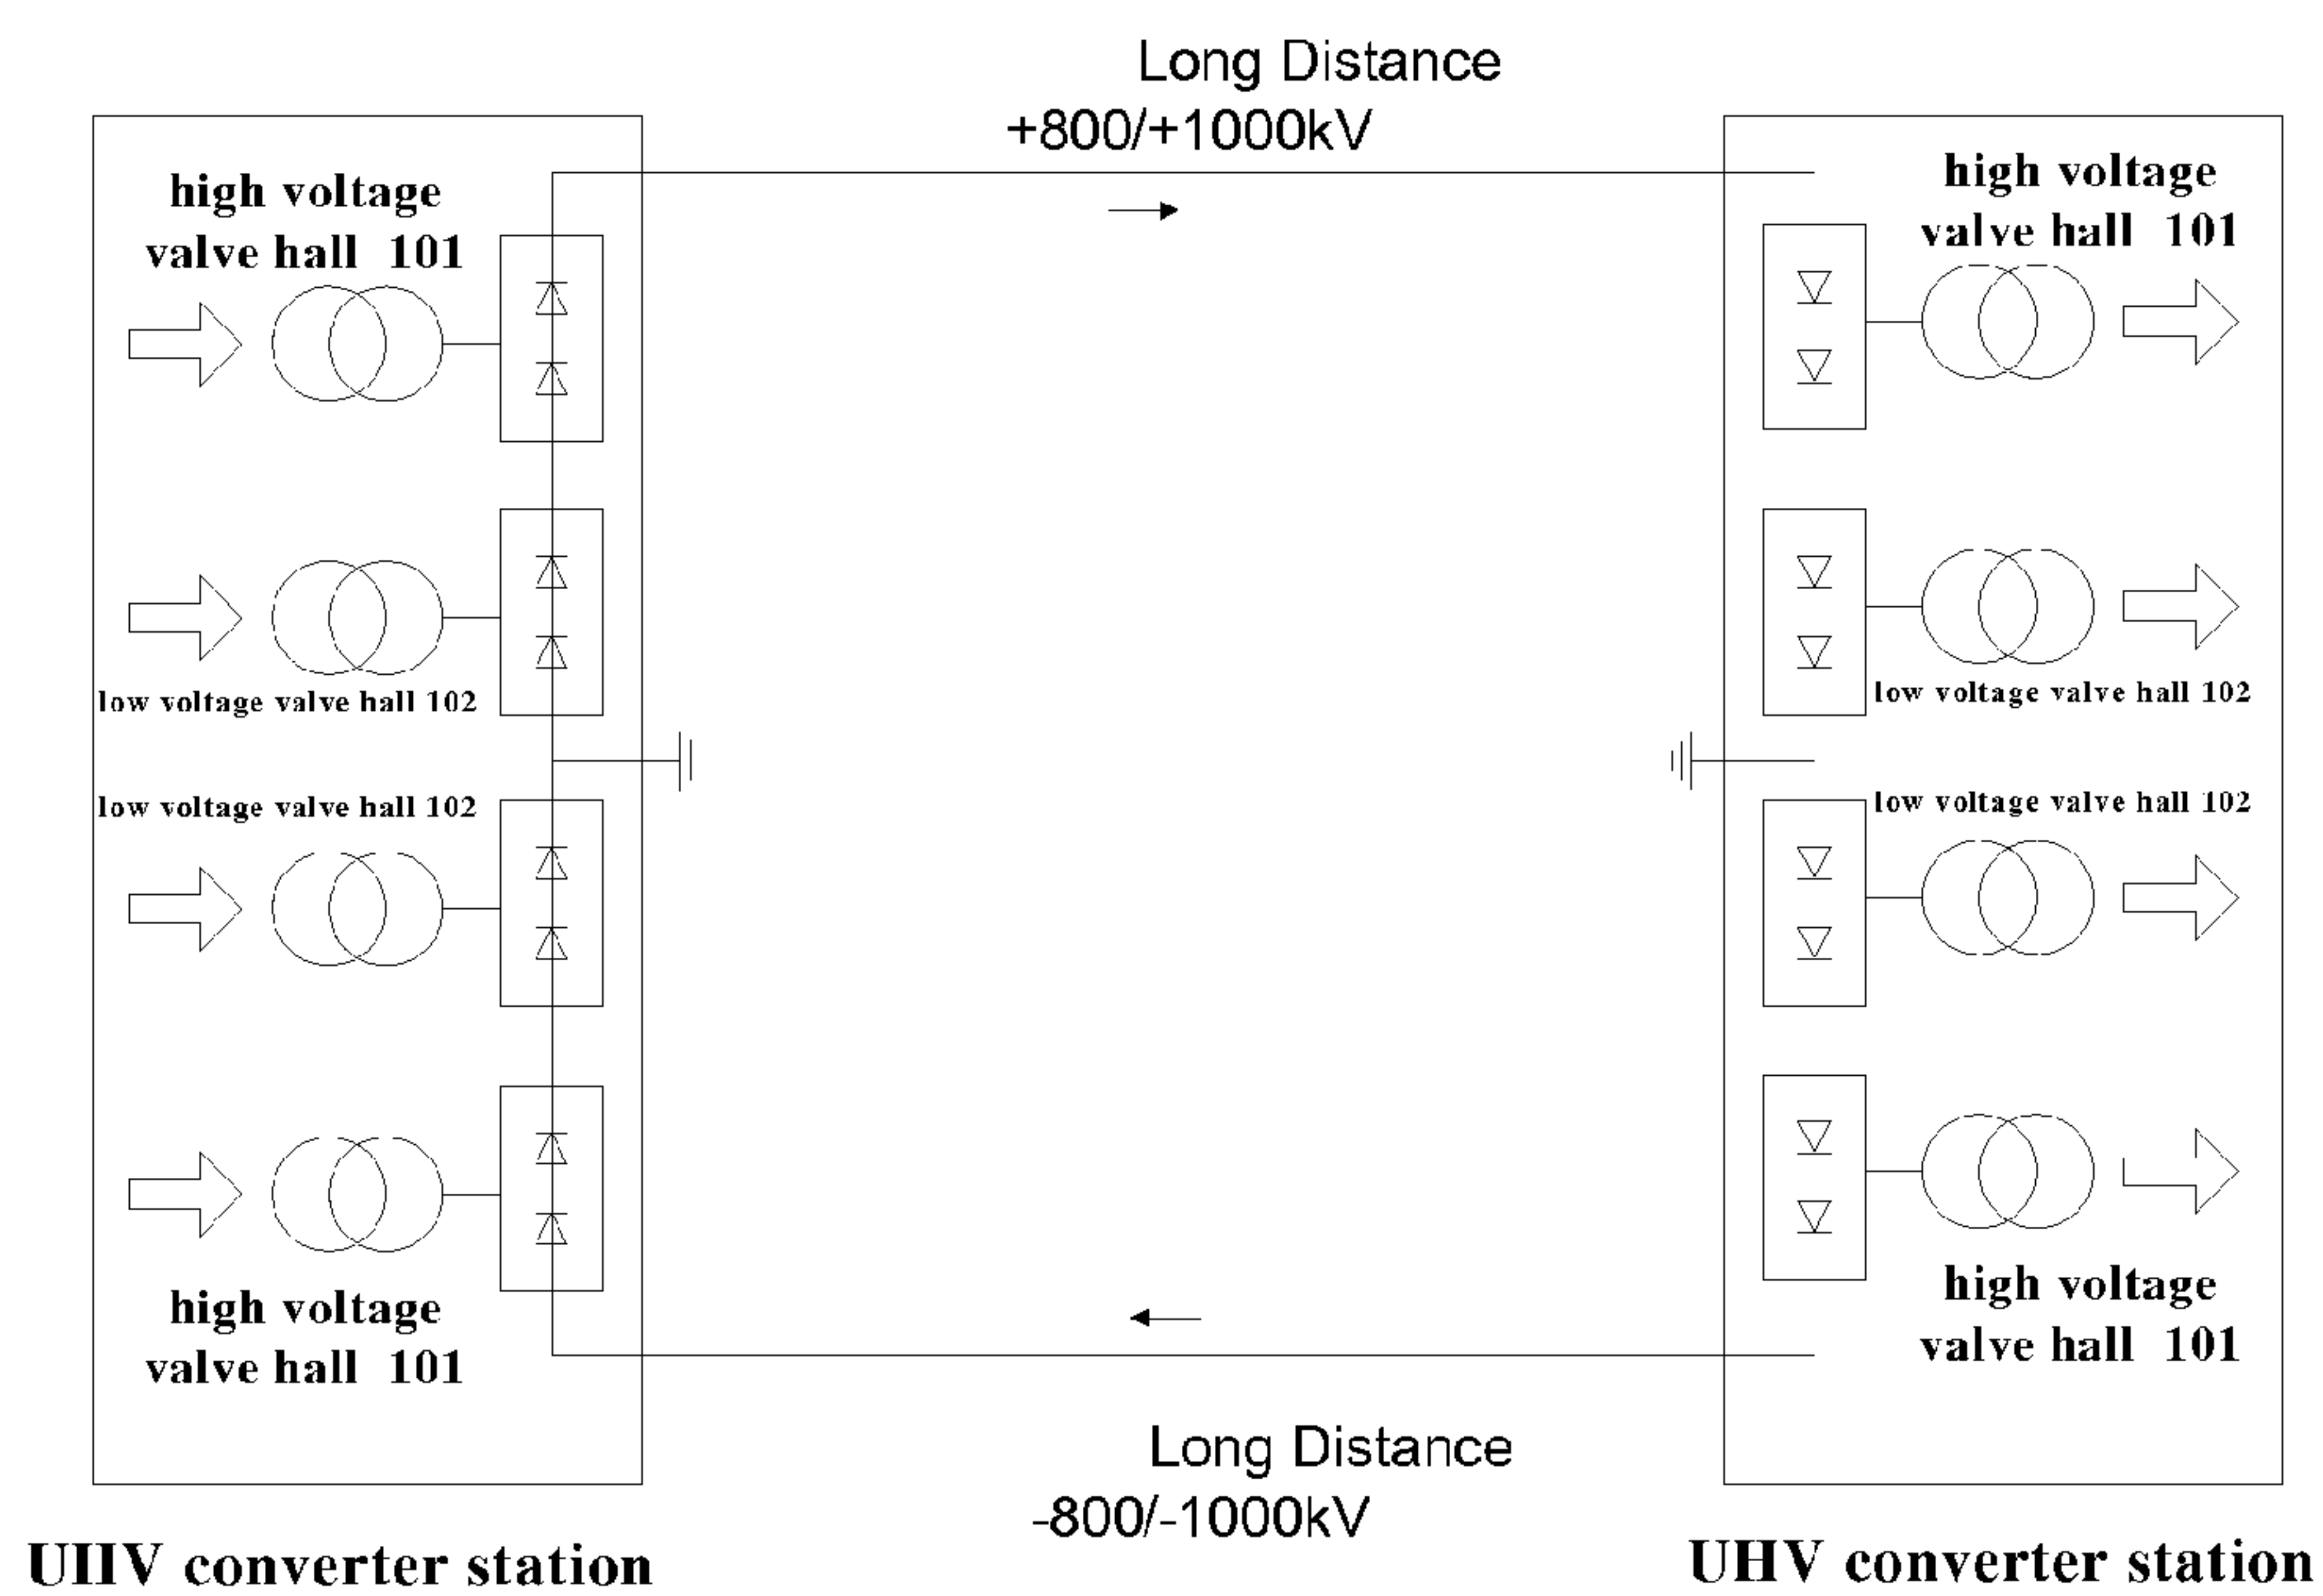 Long Distance
+800/+1000kV
high voltage
valve hall 101
high voltage
valve hall 101
low voltage valve hall 102
low voltage valve hall 102
low voltage valve hall 102
low voltage valve hall 102
high voltage
valve hall 101
high voltage
valve hall 101
Long Distance
-800/-1000kV
UHV converter station
UHV converter station